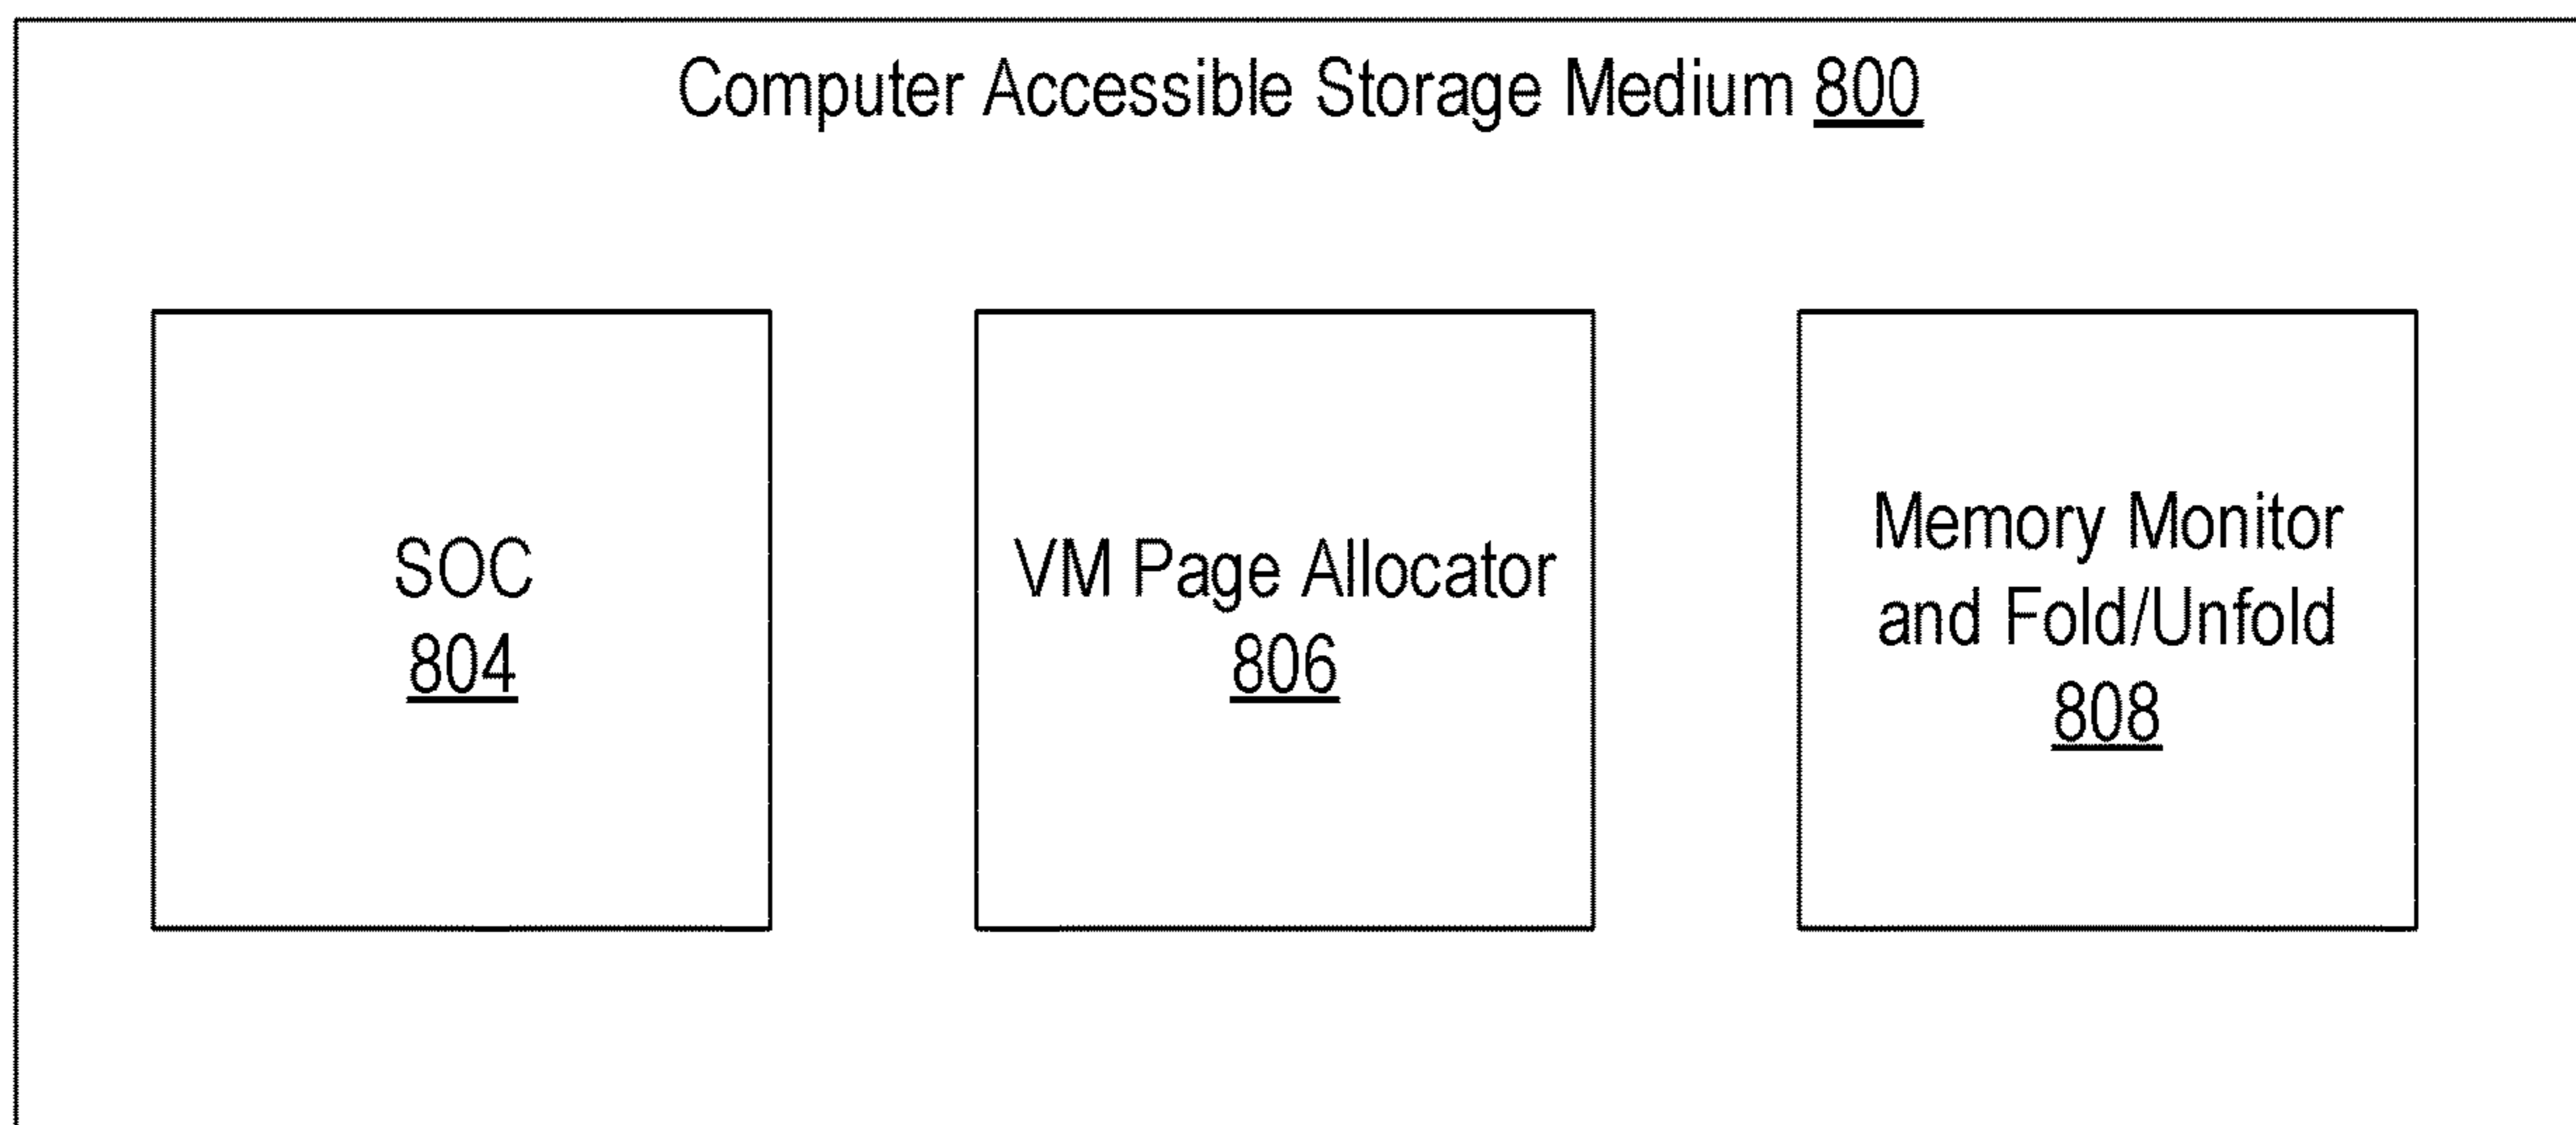 Computer Accessible Storage Medium 800
SOC
804
VM Page Allocator
806
Memory Monitor
and Fold/Unfold
808